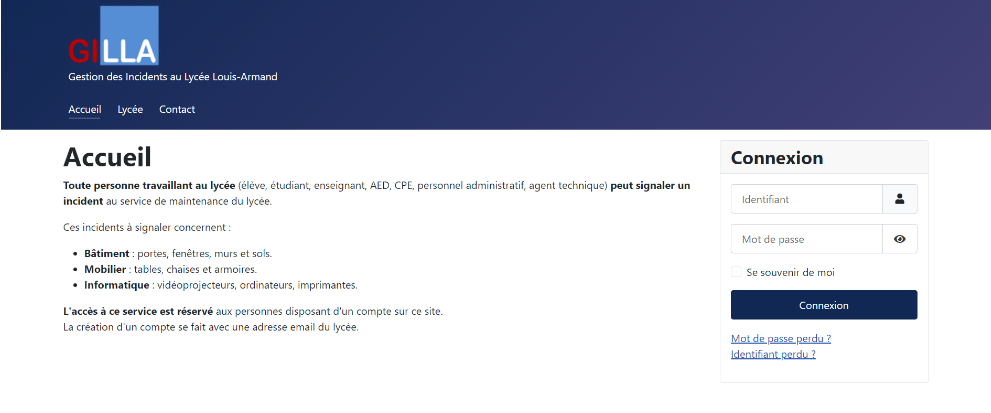 GILLA
Gestion des Incidents au Lycée Louis-Armand
Accueil Lycée Contact
Accueil
Toute personne travaillant au lycée (élève, étudiant, enseignant, AED, CPE, personnel administratif, agent technique) peut signaler un
incident au service de maintenance du lycée.
Ces incidents à signaler concernent :
• Bâtiment : portes, fenêtres, murs et sols.
• Mobilier : tables, chaises et armoires.
• Informatique : vidéoprojecteurs, ordinateurs, imprimantes.
L'accès à ce service est réservé aux personnes disposant d'un compte sur ce site.
La création d'un compte se fait avec une adresse email du lycée.
Connexion
Identifiant
Mot de passe
Se souvenir de moi
Connexion
Mot de passe perdu ?
Identifiant perdu ?